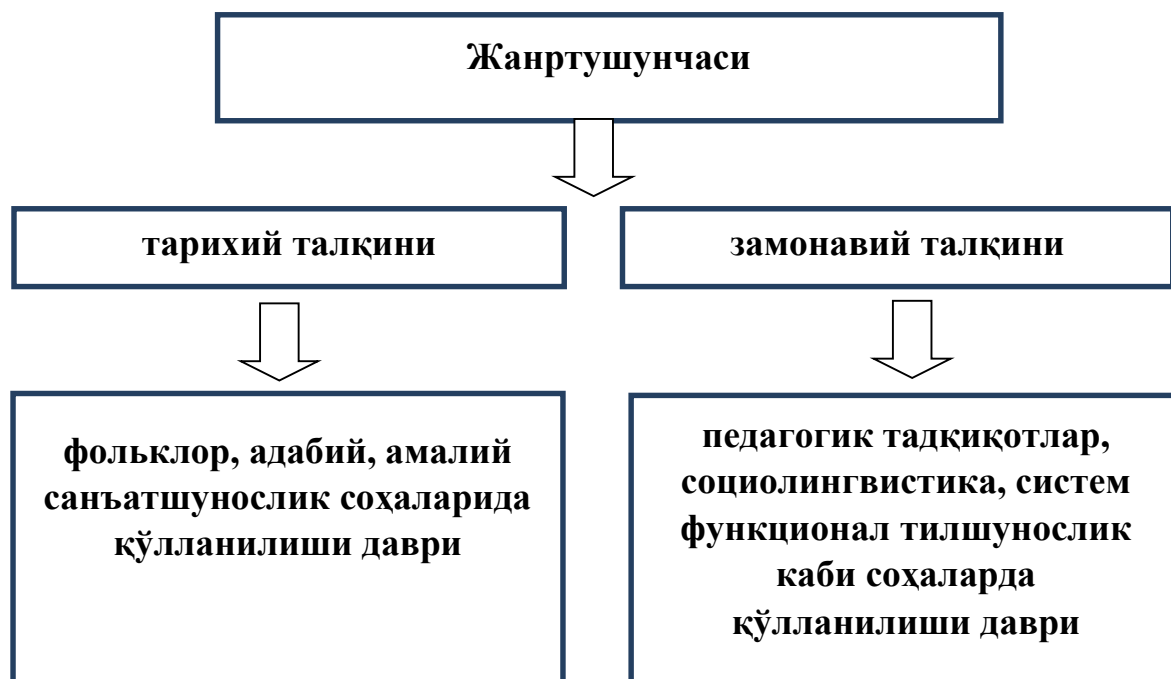 Жанртушунчаси
тарихий талқини
замонавий талқини
фольклор, адабий, амалий
санъатшунослик соҳаларида
қўлланилиши даври
педагогик тадқиқотлар,
социолингвистика, систем
функционал тилшунослик
каби соҳаларда
қўлланилиши даври